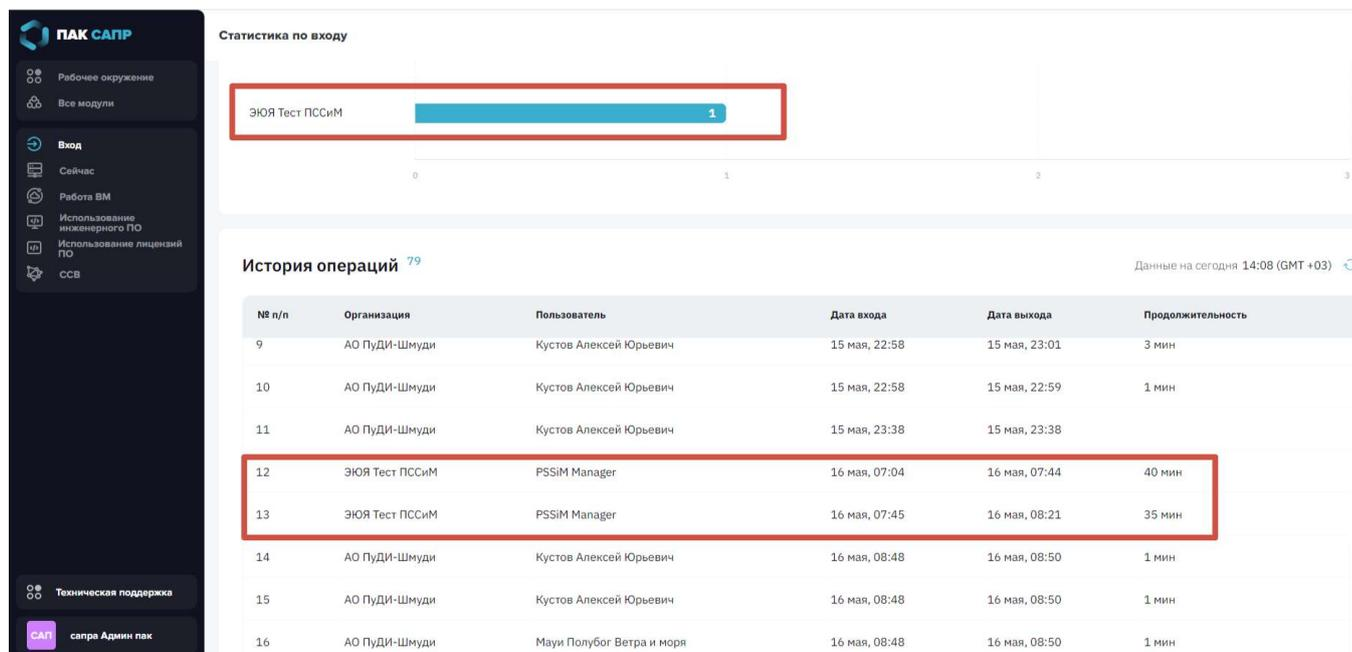 ПАК САПР
Рабочее окружение
Все модули
Вход
Сейчас
Работа ВМ
Использование
инженерного ПО
Использование лицензий
ПО
ССВ
Техническая поддержка
САП сапра Админ пак
Статистика по входу
ЭЮЯ Тест ПССиМ 1
0 1 2 3
История операций 79
Данные на сегодня 14:08 (GMT +03)
№ п/п Организация Пользователь Дата входа Дата выхода Продолжительность
9 АО ПуДИ-Шмуди Кустов Алексей Юрьевич 15 мая, 22:58 15 мая, 23:01 3 мин
10 АО ПуДИ-Шмуди Кустов Алексей Юрьевич 15 мая, 22:58 15 мая, 22:59 1 мин
11 АО ПуДИ-Шмуди Кустов Алексей Юрьевич 15 мая, 23:38 15 мая, 23:38
12 ЭЮЯ Тест ПССиМ PSSiM Manager 16 мая, 07:04 16 мая, 07:44 40 мин
13 ЭЮЯ Тест ПССиМ PSSiM Manager 16 мая, 07:45 16 мая, 08:21 35 мин
14 АО ПуДИ-Шмуди Кустов Алексей Юрьевич 16 мая, 08:48 16 мая, 08:50 1 мин
15 АО ПуДИ-Шмуди Кустов Алексей Юрьевич 16 мая, 08:48 16 мая, 08:50 1 мин
16 АО ПуДИ-Шмуди Мауи Полубог Ветра и моря 16 мая, 08:48 16 мая, 08:50 1 мин